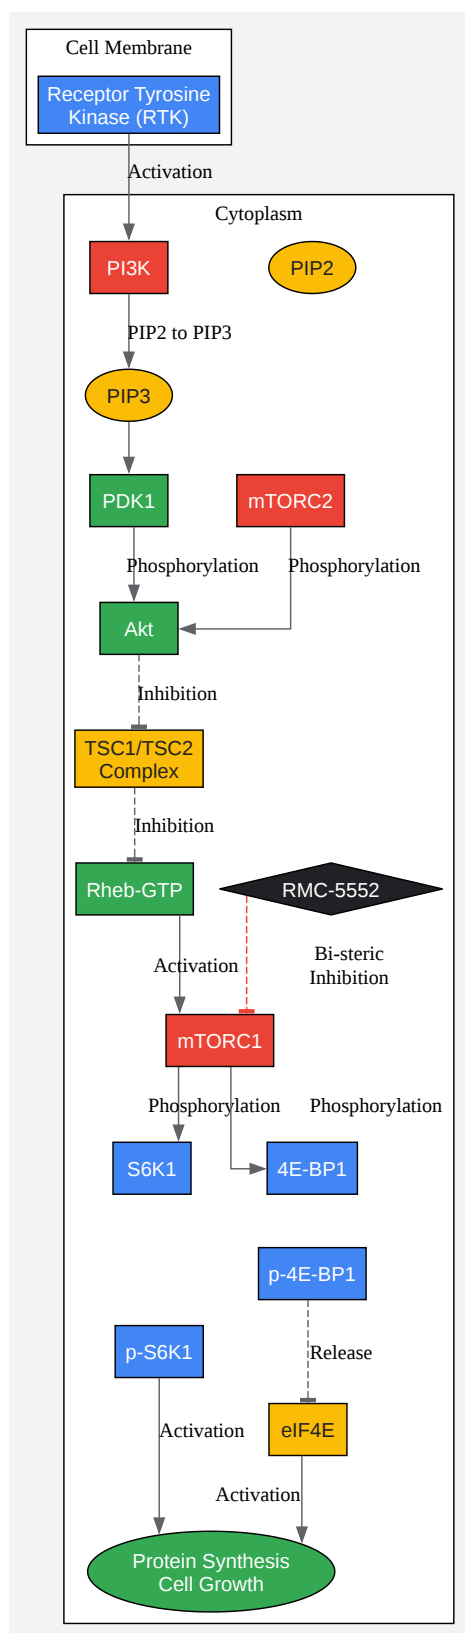 Cell Membrane
Receptor Tyrosine
Kinase (RTK)
Activation
Cytoplasm
PI3K
PIP2
PIP2 to PIP3
PIP3
PDK1
mTORC2
Phosphorylation
Phosphorylation
Akt
Inhibition
TSC1/TSC2
Complex
Inhibition
Rheb-GTP
RMC-5552
Activation
Bi-steric
Inhibition
mTORC1
Phosphorylation
Phosphorylation
S6K1
4E-BP1
p-4E-BP1
p-S6K1
Release
eIF4E
Activation
Activation
Protein Synthesis
Cell Growth